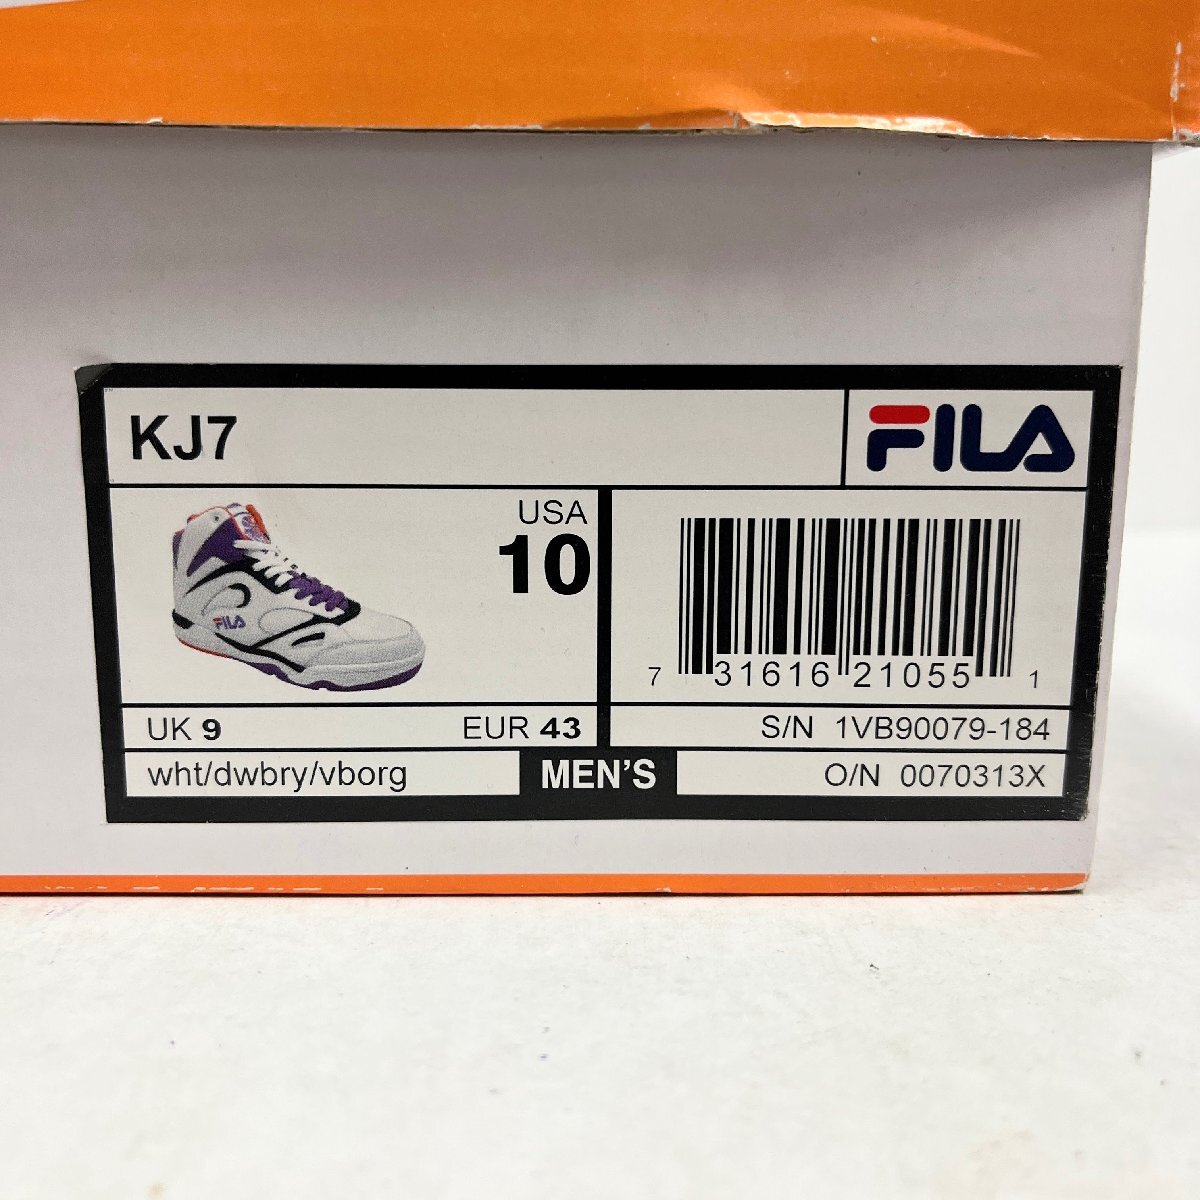 KJ7
FILA
USA
10
FILA
7 31616 21055 1
UK 9
EUR 43
S/N 1VB90079-184
wht/dwbry/vborg
MEN'S
O/N 0070313X